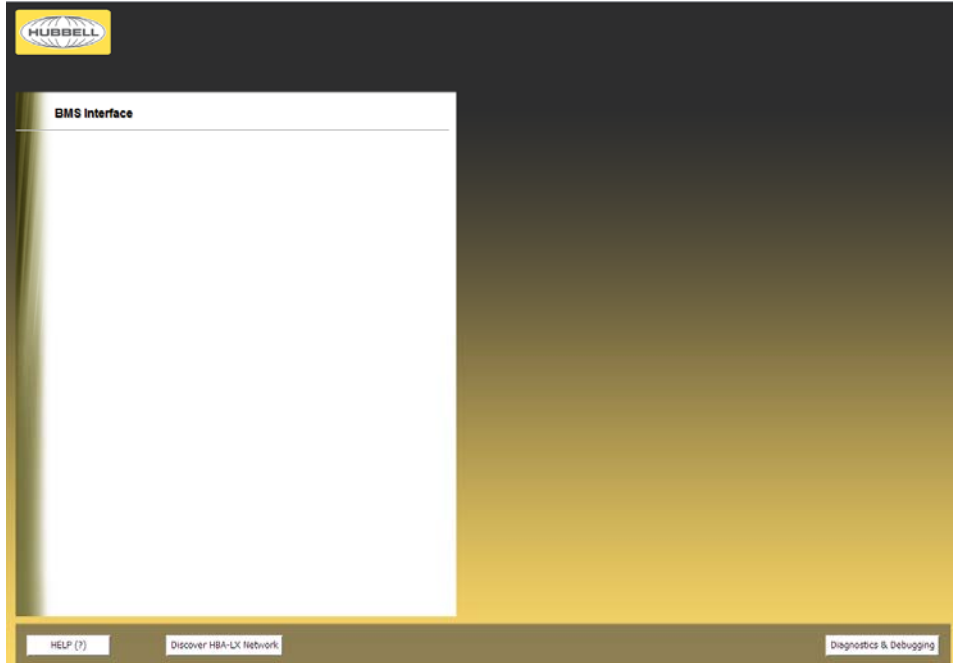 HUBBELL
BMS Interface
HELP (?)
Discover HBA-LX Network
Diagnostics & Debugging